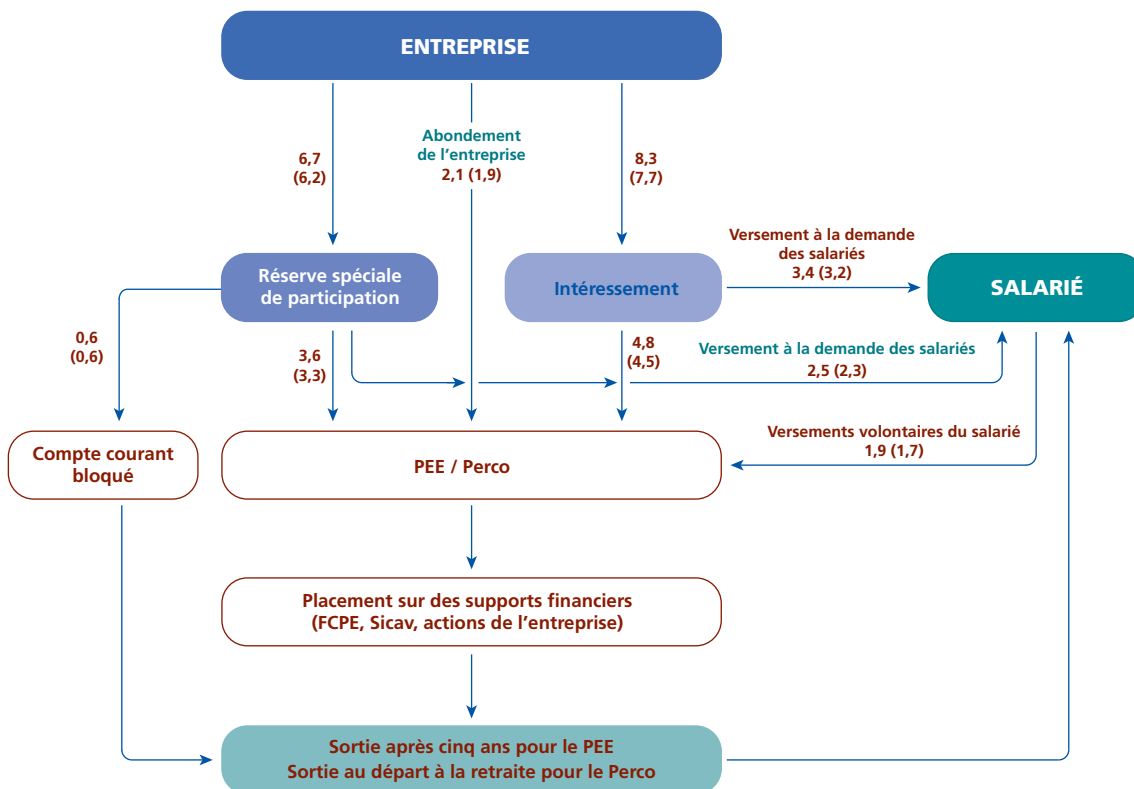 ENTREPRISE
Abondement
de l'entreprise
2,1 (1,9)
6,7
(6,2)
8,3
(7,7)
Versement à la demande
des salariés
3,4 (3,2)
Réserve spéciale
de participation
Intéressement
SALARIÉ
0,6
(0,6)
3,6
(3,3)
4,8
(4,5)
Versement à la demande des salariés
2,5 (2,3)
Versements volontaires du salarié
1,9 (1,7)
Compte courant
bloqué
PEE / Perco
Placement sur des supports financiers
(FCPE, Sicav, actions de l'entreprise)
Sortie après cinq ans pour le PEE
Sortie au départ à la retraite pour le Perco